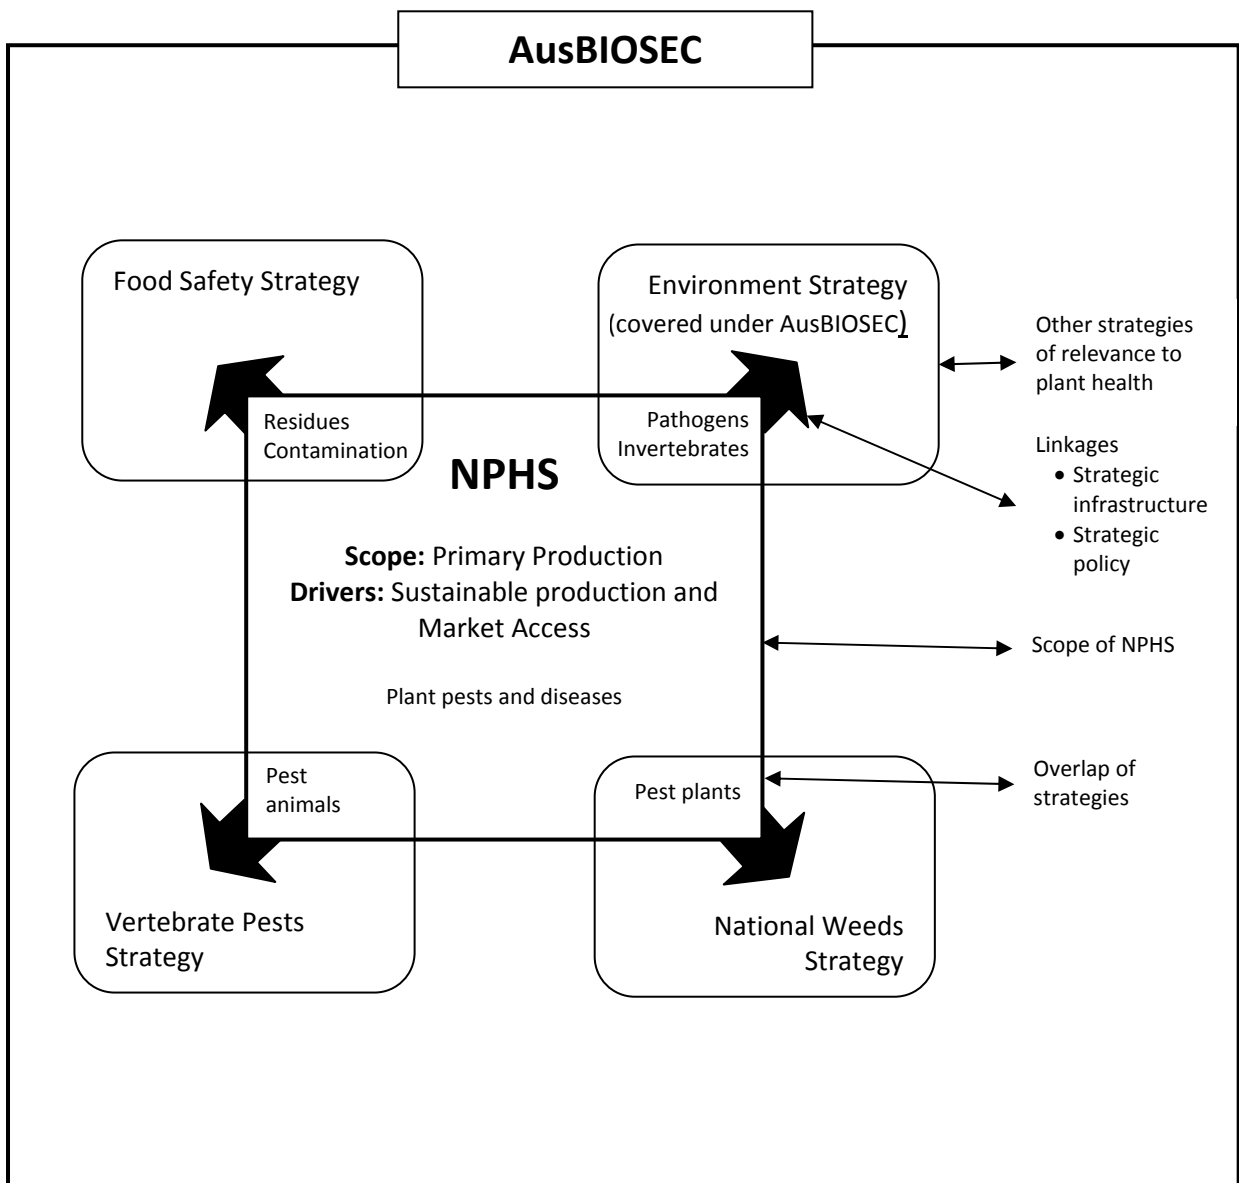 AusBIOSEC
Food Safety Strategy
Environment Strategy
(covered under AusBIOSEC)
Other strategies
of relevance to
plant health
Residues
Contamination
Pathogens
Invertebrates
Linkages
• Strategic
infrastructure
• Strategic
policy
NPHS
Scope: Primary Production
Drivers: Sustainable production and
Market Access
Scope of NPHS
Plant pests and diseases
Pest
animals
Pest plants
Overlap of
strategies
Vertebrate Pests
Strategy
National Weeds
Strategy